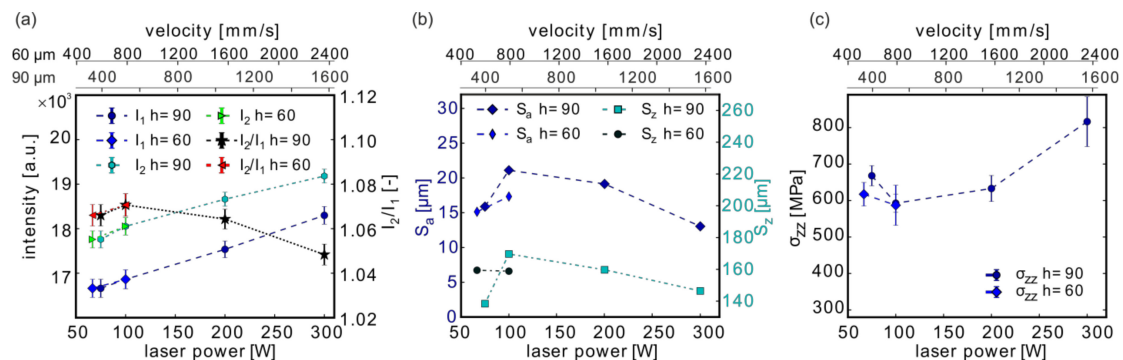 (a)
velocity [mm/s]
60 μm 400 800 1200 1600 2000 2400
90 μm 400 800 1200 1600
×10³
intensity [a.u.]
20
19
18
17
I₁ h= 90
I₁ h= 60
I₂ h= 90
I₂ h= 60
I₂/I₁ h= 90
I₂/I₁ h= 60
1.12
1.10
1.08
1.06
1.04
1.02
I₂/I₁ [-]
50 100 150 200 250 300
laser power [W]
(b)
velocity [mm/s]
400 800 1200 1600 2000 2400
400 800 1200 1600
Sₐ [μm]
30
25
20
15
10
5
0
Sₐ h= 90
Sₐ h= 60
S_z h= 90
S_z h= 60
260
240
220
200
180
160
140
S_z [μm]
50 100 150 200 250 300
laser power [W]
(c)
velocity [mm/s]
400 800 1200 1600 2000 2400
400 800 1200 1600
σ_zz [MPa]
800
700
600
500
400
300
σ_zz h= 90
σ_zz h= 60
50 100 150 200 250 300
laser power [W]